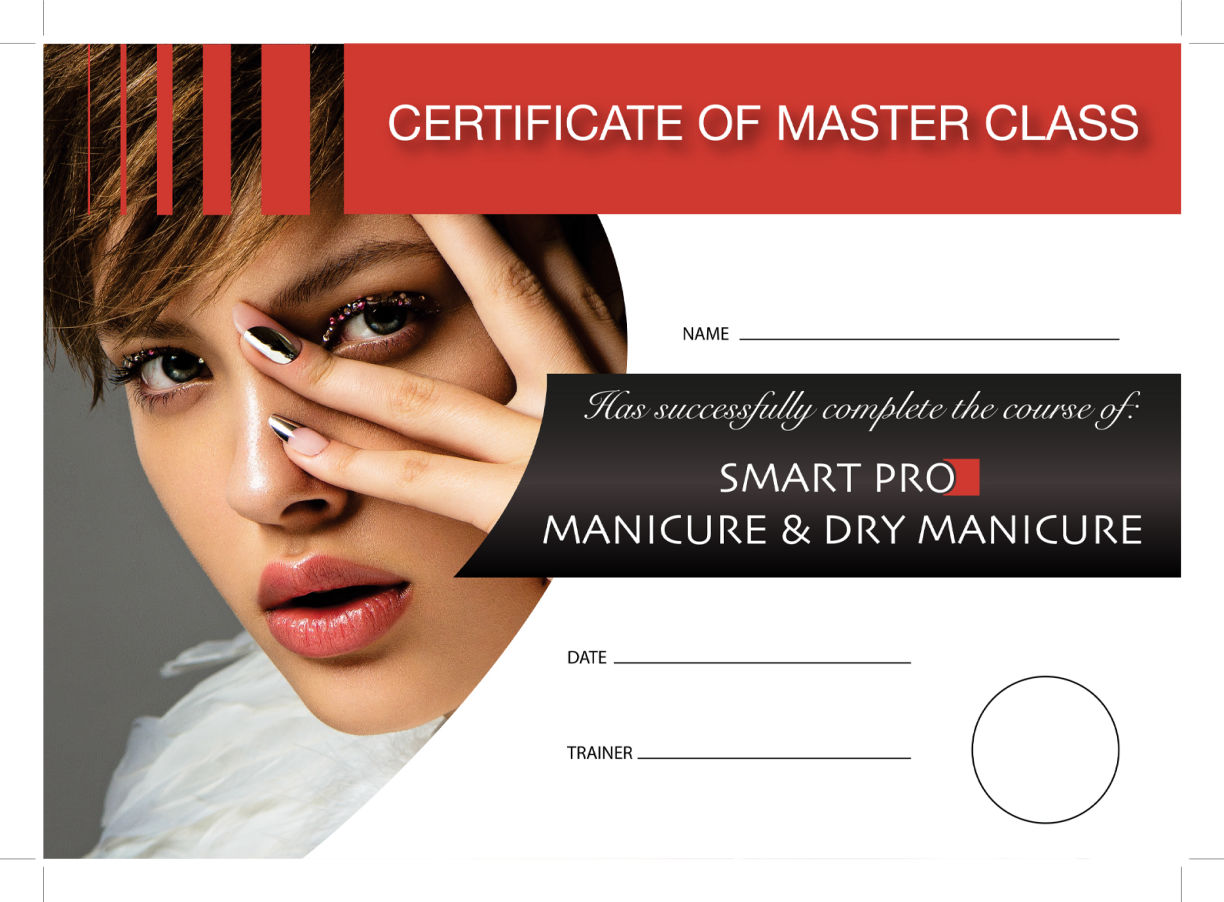 CERTIFICATE OF MASTER CLASS
NAME
Has successfully complete the course of:
SMART PRO
MANICURE & DRY MANICURE
DATE
TRAINER